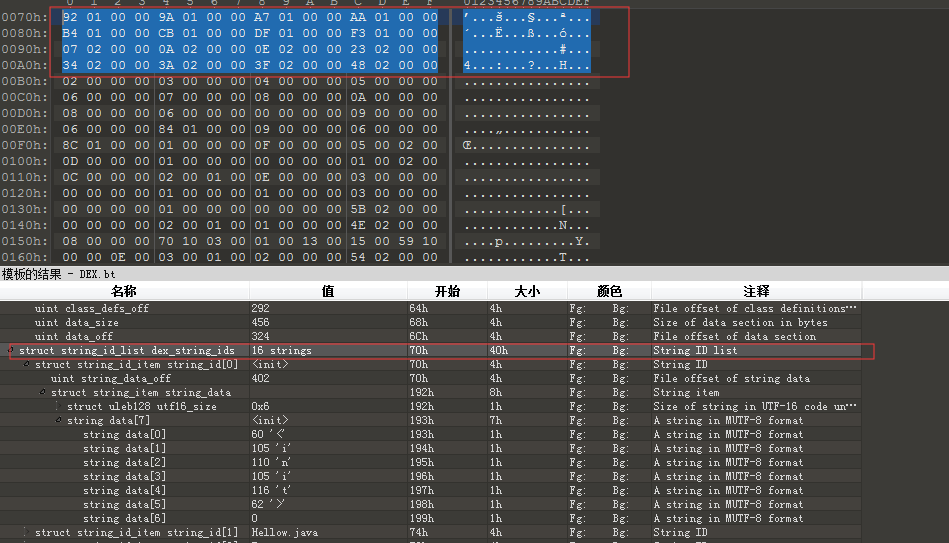 0 1 2 3 4 5 6 7 8 9 A B C D E F 0123456789ABCDEF
0070h: 92 01 00 00 9A 01 00 00 A7 01 00 00 AA 01 00 00 ’...š...§...ª...
0080h: B4 01 00 00 CB 01 00 00 DF 01 00 00 F3 01 00 00 ´...Ë...ß...ó...
0090h: 07 02 00 00 0A 02 00 00 0E 02 00 00 23 02 00 00 ............#...
00A0h: 34 02 00 00 3A 02 00 00 3F 02 00 00 48 02 00 00 4...:...?...H...
00B0h: 02 00 00 00 03 00 00 00 04 00 00 00 05 00 00 00 ................
00C0h: 06 00 00 00 07 00 00 00 08 00 00 00 0A 00 00 00 ................
00D0h: 08 00 00 00 06 00 00 00 00 00 00 00 09 00 00 00 ................
00E0h: 06 00 00 00 84 01 00 00 09 00 00 00 06 00 00 00 ....„...........
00F0h: 8C 01 00 00 01 00 00 00 0F 00 00 00 05 00 02 00 Œ...............
0100h: 0D 00 00 00 01 00 00 00 00 00 00 00 01 00 02 00 ................
0110h: 0C 00 00 00 02 00 01 00 0E 00 00 00 03 00 00 00 ................
0120h: 00 00 00 00 01 00 00 00 01 00 00 00 03 00 00 00 ................
0130h: 00 00 00 00 01 00 00 00 00 00 00 00 5B 02 00 00 ............[...
0140h: 00 00 00 00 02 00 01 00 01 00 00 00 4E 02 00 00 ............N...
0150h: 08 00 00 00 70 10 03 00 01 00 13 00 15 00 59 10 ....p.........Y.
0160h: 00 00 0E 00 03 00 01 00 02 00 00 00 54 02 00 00 ............T...
模板的结果 - DEX.bt
名称 值 开始 大小 颜色 注释
uint class_defs_off 292 64h 4h Fg: Bg: File offset of class definitions…
uint data_size 456 68h 4h Fg: Bg: Size of data section in bytes
uint data_off 324 6Ch 4h Fg: Bg: File offset of data section
struct string_id_list dex_string_ids 16 strings 70h 40h Fg: Bg: String ID list
struct string_id_item string_id[0] <init> 70h 4h Fg: Bg: String ID
uint string_data_off 402 70h 4h Fg: Bg: File offset of string data
struct string_item string_data 192h 8h Fg: Bg: String item
struct uleb128 utf16_size 0x6 192h 1h Fg: Bg: Size of string in UTF-16 code un…
string data[7] <init> 193h 7h Fg: Bg: A string in MUTF-8 format
string data[0] 60 '<' 193h 1h Fg: Bg: A string in MUTF-8 format
string data[1] 105 'i' 194h 1h Fg: Bg: A string in MUTF-8 format
string data[2] 110 'n' 195h 1h Fg: Bg: A string in MUTF-8 format
string data[3] 105 'i' 196h 1h Fg: Bg: A string in MUTF-8 format
string data[4] 116 't' 197h 1h Fg: Bg: A string in MUTF-8 format
string data[5] 62 '>' 198h 1h Fg: Bg: A string in MUTF-8 format
string data[6] 0 199h 1h Fg: Bg: A string in MUTF-8 format
struct string_id_item string_id[1] Hellow.java 74h 4h Fg: Bg: String ID